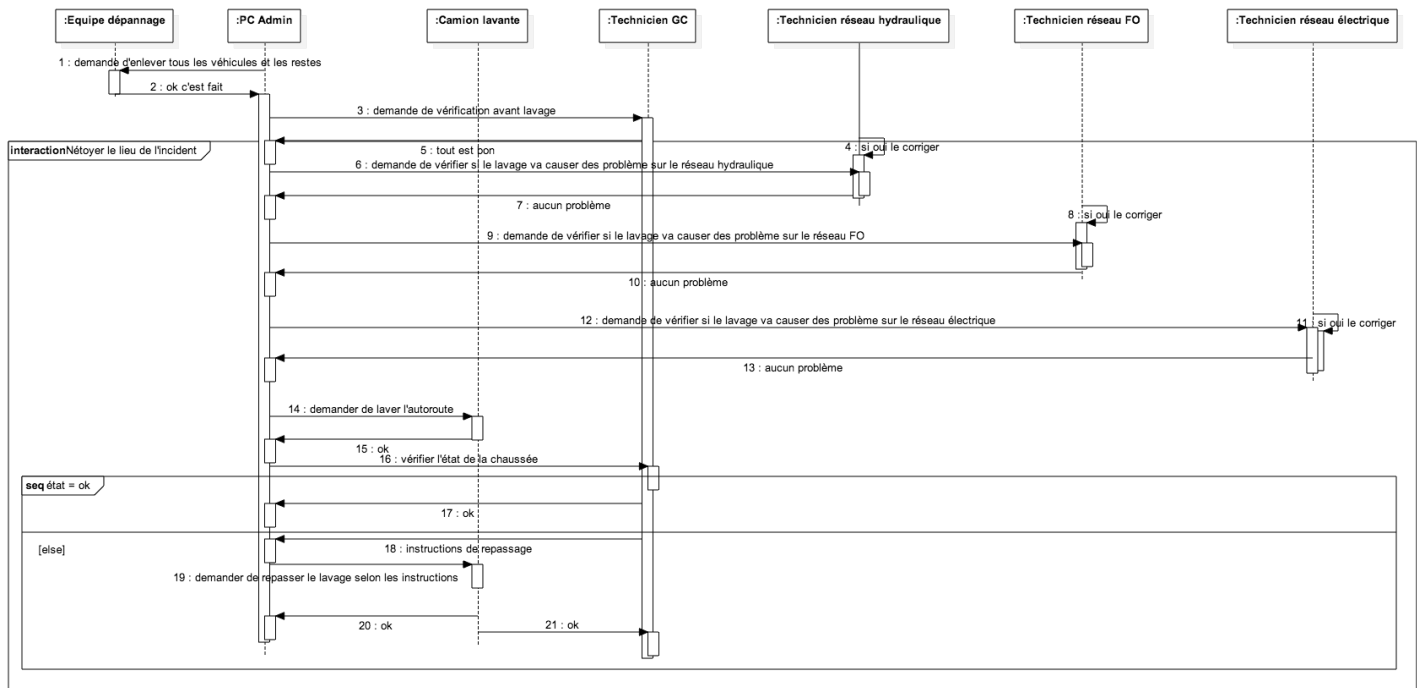 :Equipe dépannage
:PC Admin
:Camion lavante
:Technicien GC
:Technicien réseau hydraulique
:Technicien réseau FO
:Technicien réseau électrique
1 : demande d'enlever tous les véhicules et les restes
2 : ok c'est fait
3 : demande de vérification avant lavage
interactionNétoyer le lieu de l'incident
5 : tout est bon
4 : si oui le corriger
6 : demande de vérifier si le lavage va causer des problème sur le réseau hydraulique
7 : aucun problème
8 : si oui le corriger
9 : demande de vérifier si le lavage va causer des problème sur le réseau FO
10 : aucun problème
12 : demande de vérifier si le lavage va causer des problème sur le réseau électrique
11 : si oui le corriger
13 : aucun problème
14 : demander de laver l'autoroute
15 : ok
16 : vérifier l'état de la chaussée
seq état = ok
17 : ok
[else]
18 : instructions de repassage
19 : demander de repasser le lavage selon les instructions
20 : ok
21 : ok